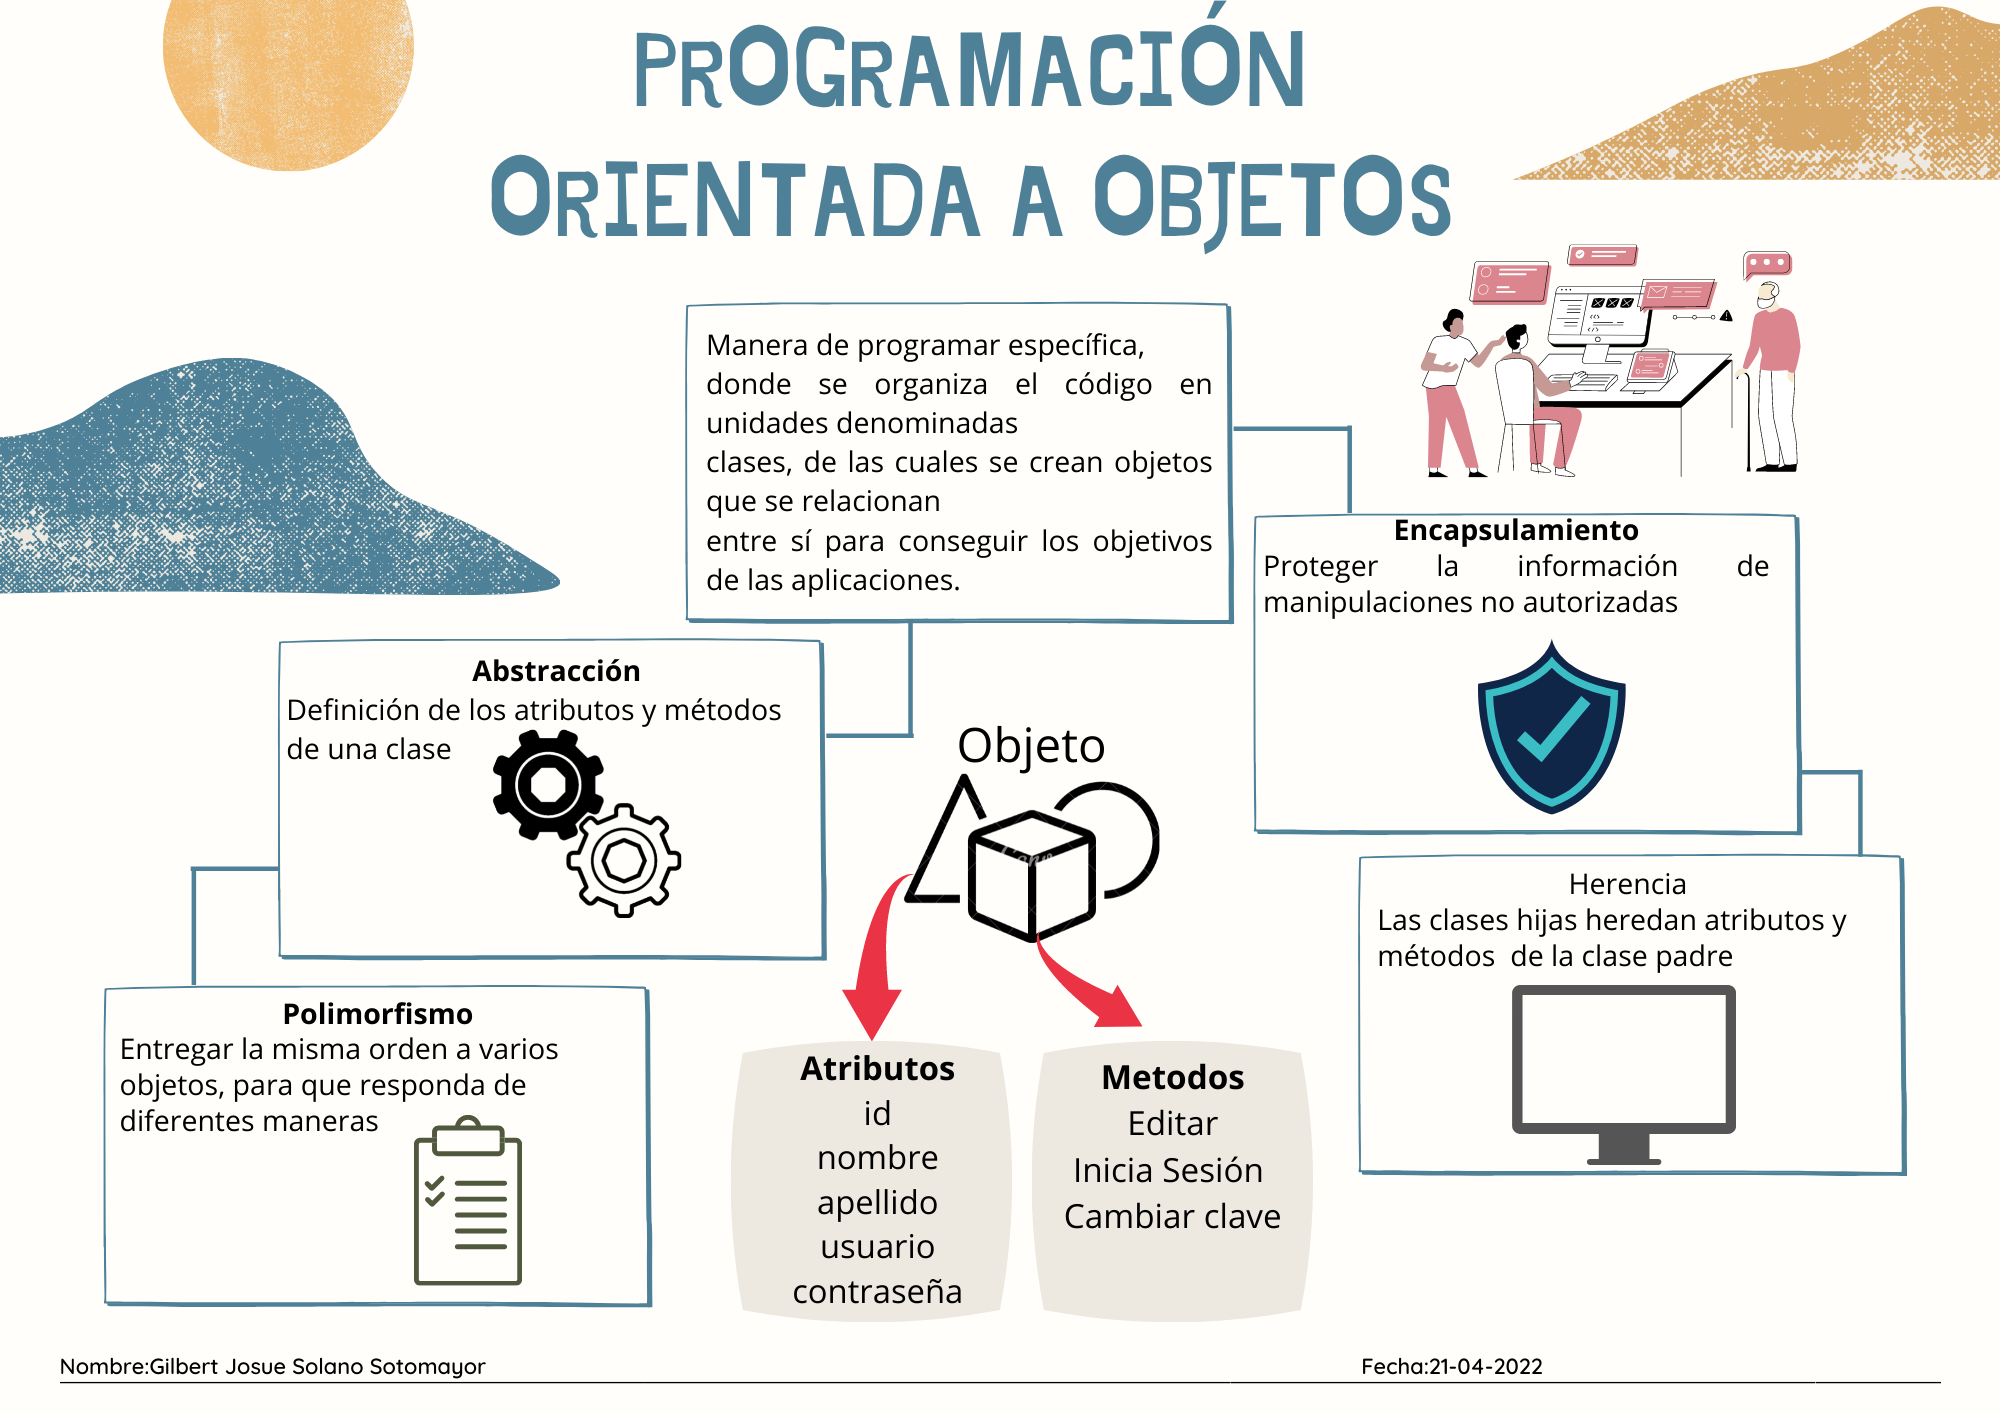 PROGRAMACIÓN
ORIENTADA A OBJETOS
Manera de programar específica,
donde se organiza el código en
unidades denominadas
clases, de las cuales se crean objetos
que se relacionan
entre sí para conseguir los objetivos
de las aplicaciones.
Encapsulamiento
Proteger la información de
manipulaciones no autorizadas
Abstracción
Definición de los atributos y métodos
de una clase
Objeto
Herencia
Las clases hijas heredan atributos y
métodos de la clase padre
Polimorfismo
Entregar la misma orden a varios
objetos, para que responda de
diferentes maneras
Atributos
id
nombre
apellido
usuario
contraseña
Metodos
Editar
Inicia Sesión
Cambiar clave
Nombre:Gilbert Josue Solano Sotomayor
Fecha:21-04-2022